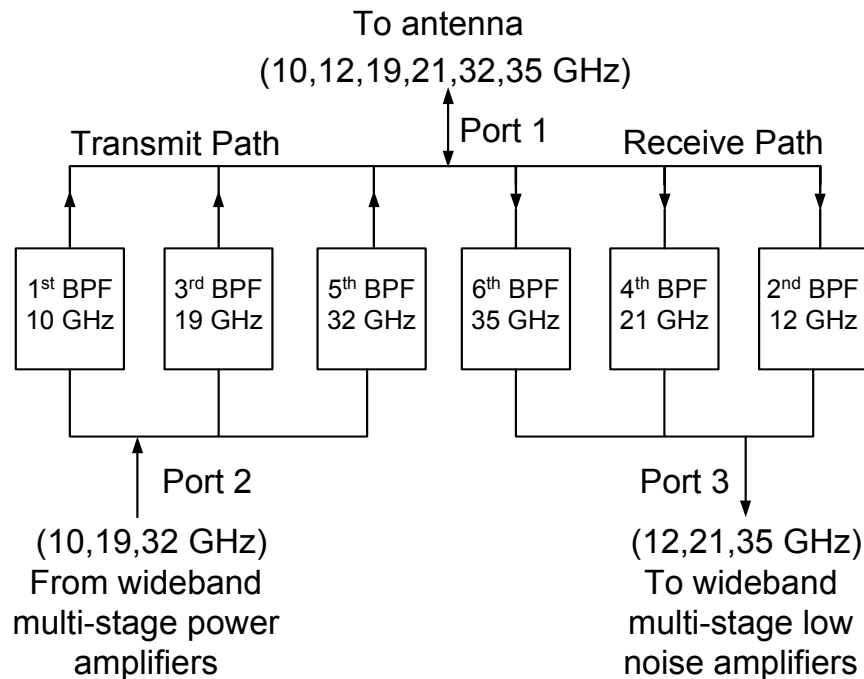 To antenna
(10,12,19,21,32,35 GHz)
Port 1
Transmit Path
Receive Path
1st BPF
10 GHz
3rd BPF
19 GHz
5th BPF
32 GHz
6th BPF
35 GHz
4th BPF
21 GHz
2nd BPF
12 GHz
Port 2
Port 3
(10,19,32 GHz)
From wideband
multi-stage power
amplifiers
(12,21,35 GHz)
To wideband
multi-stage low
noise amplifiers